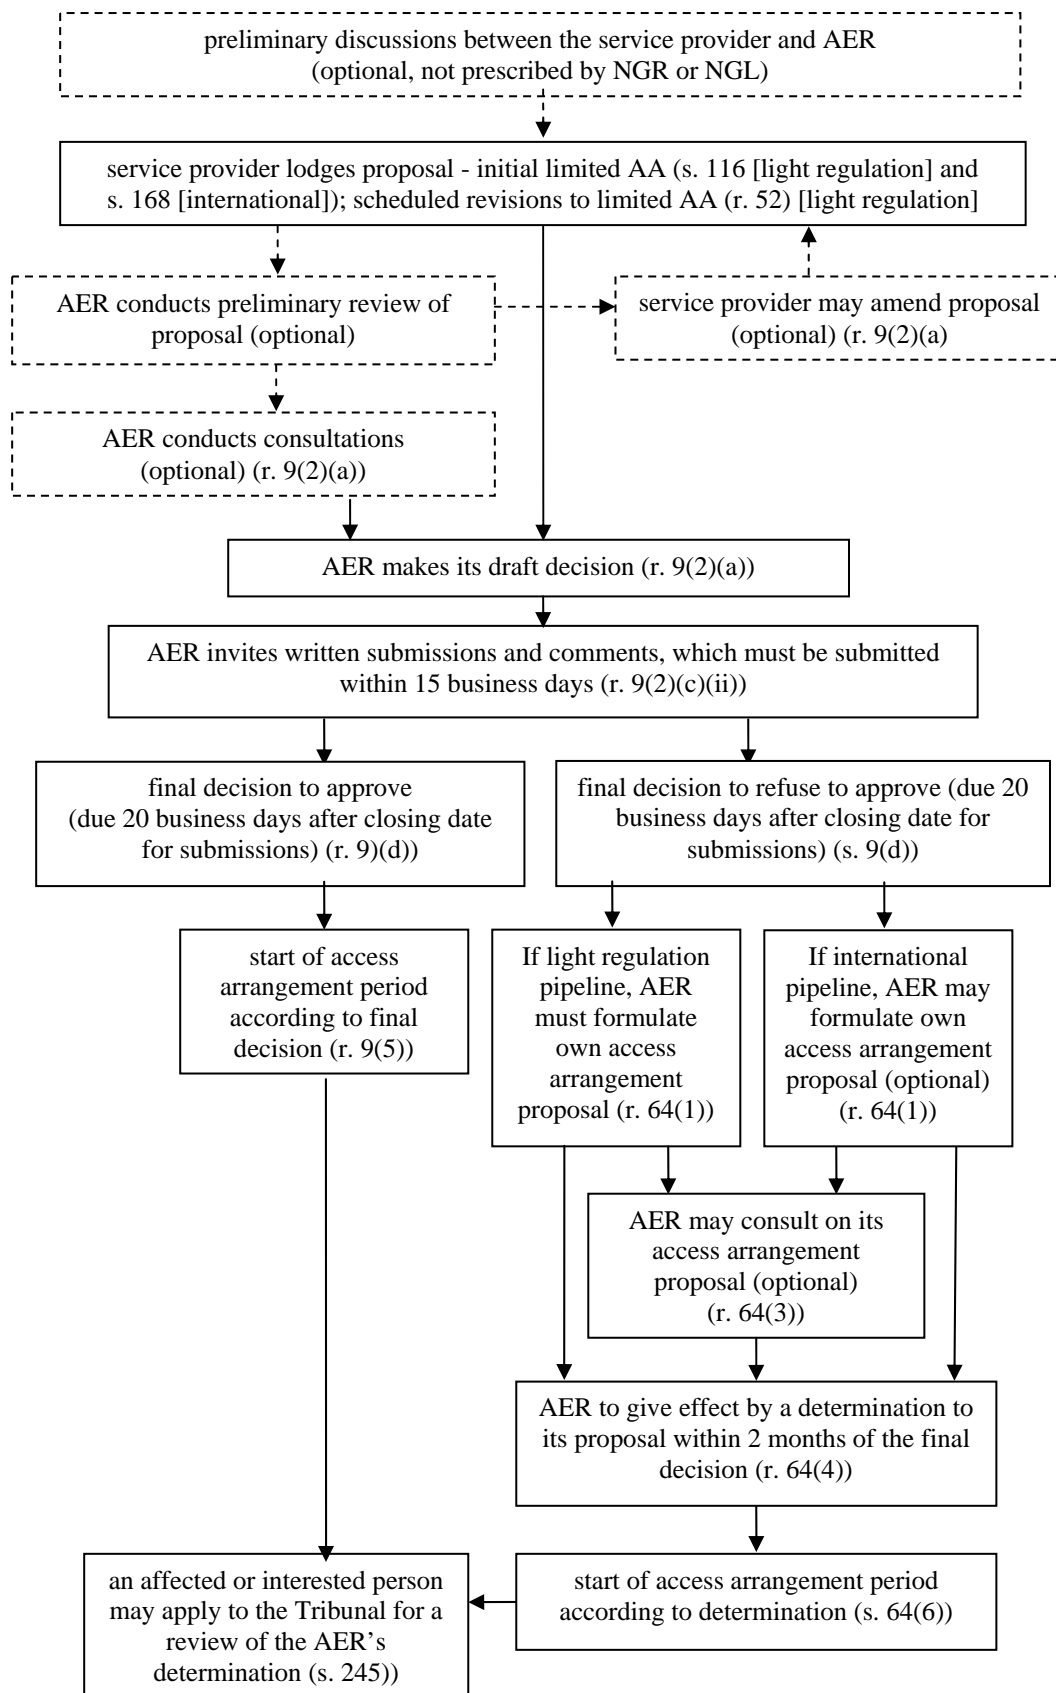 preliminary discussions between the service provider and AER
(optional, not prescribed by NGR or NGL)
service provider lodges proposal - initial limited AA (s. 116 [light regulation] and
s. 168 [international]); scheduled revisions to limited AA (r. 52) [light regulation]
AER conducts preliminary review of
proposal (optional)
service provider may amend proposal
(optional) (r. 9(2)(a)
AER conducts consultations
(optional) (r. 9(2)(a))
AER makes its draft decision (r. 9(2)(a))
AER invites written submissions and comments, which must be submitted
within 15 business days (r. 9(2)(c)(ii))
final decision to approve
(due 20 business days after closing date
for submissions) (r. 9)(d))
final decision to refuse to approve (due 20
business days after closing date for
submissions) (s. 9(d))
start of access
arrangement period
according to final
decision (r. 9(5))
If light regulation
pipeline, AER
must formulate
own access
arrangement
proposal (r. 64(1))
If international
pipeline, AER may
formulate own
access arrangement
proposal (optional)
(r. 64(1))
AER may consult on its
access arrangement
proposal (optional)
(r. 64(3))
AER to give effect by a determination to
its proposal within 2 months of the final
decision (r. 64(4))
an affected or interested person
may apply to the Tribunal for a
review of the AER’s
determination (s. 245))
start of access arrangement period
according to determination (s. 64(6))